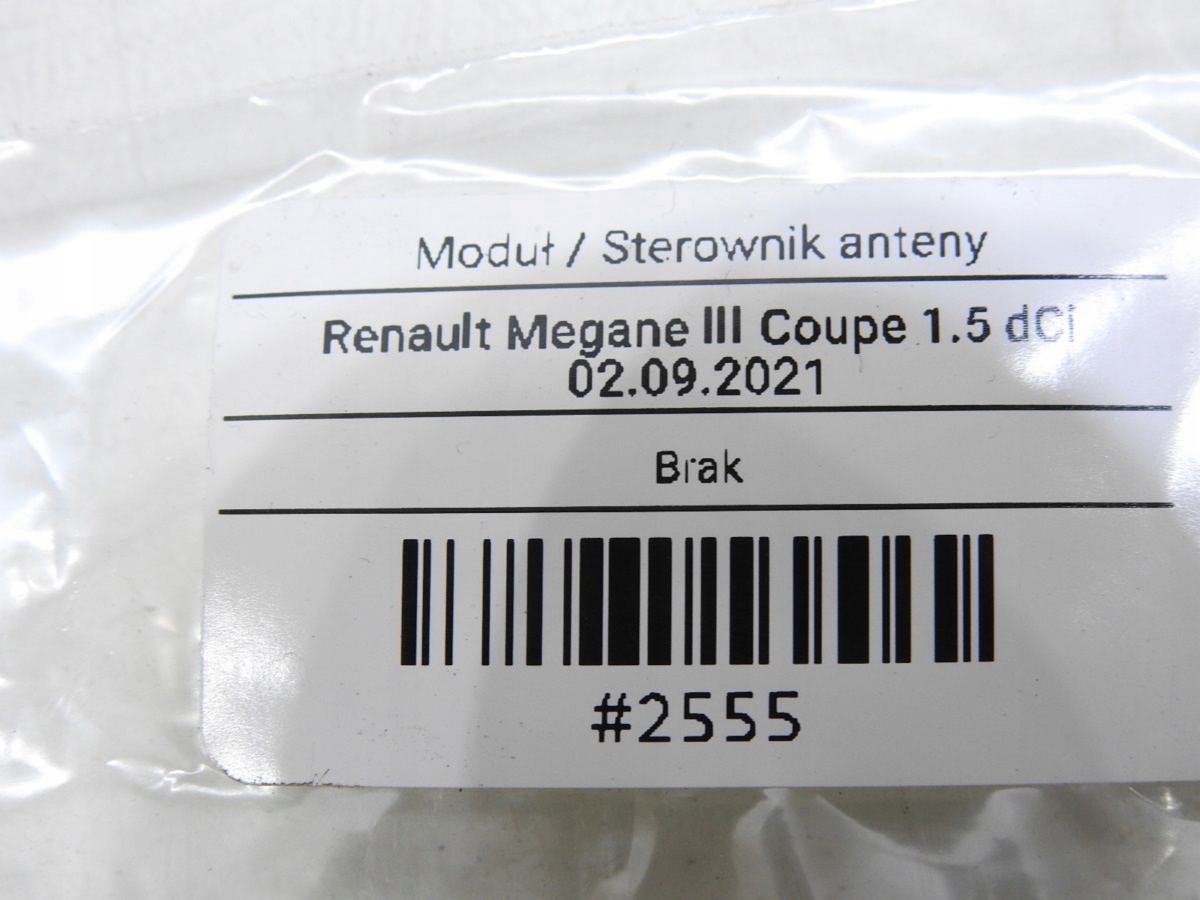 Moduł / Sterownik anteny
Renault Megane III Coupe 1.5 dCi
02.09.2021
Brak
#2555